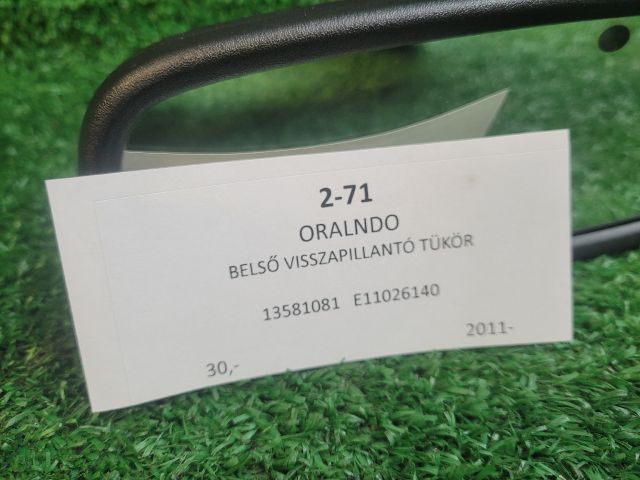 2-71
ORALNDO
BELSŐ VISSZAPILLANTÓ TÜKÖR
13581081 E11026140
30,- 2011-